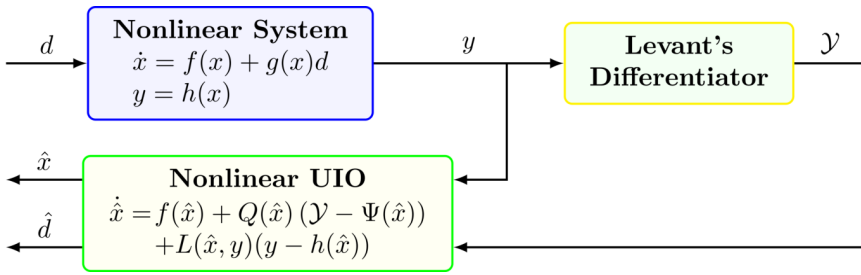 d
Nonlinear System
ẋ = f(x) + g(x)d
y = h(x)
y
Levant's
Differentiator
𝒴
x̂
d̂
Nonlinear UIO
x̂̇ = f(x̂) + Q(x̂) (𝒴 − Ψ(x̂))
+L(x̂, y)(y − h(x̂))